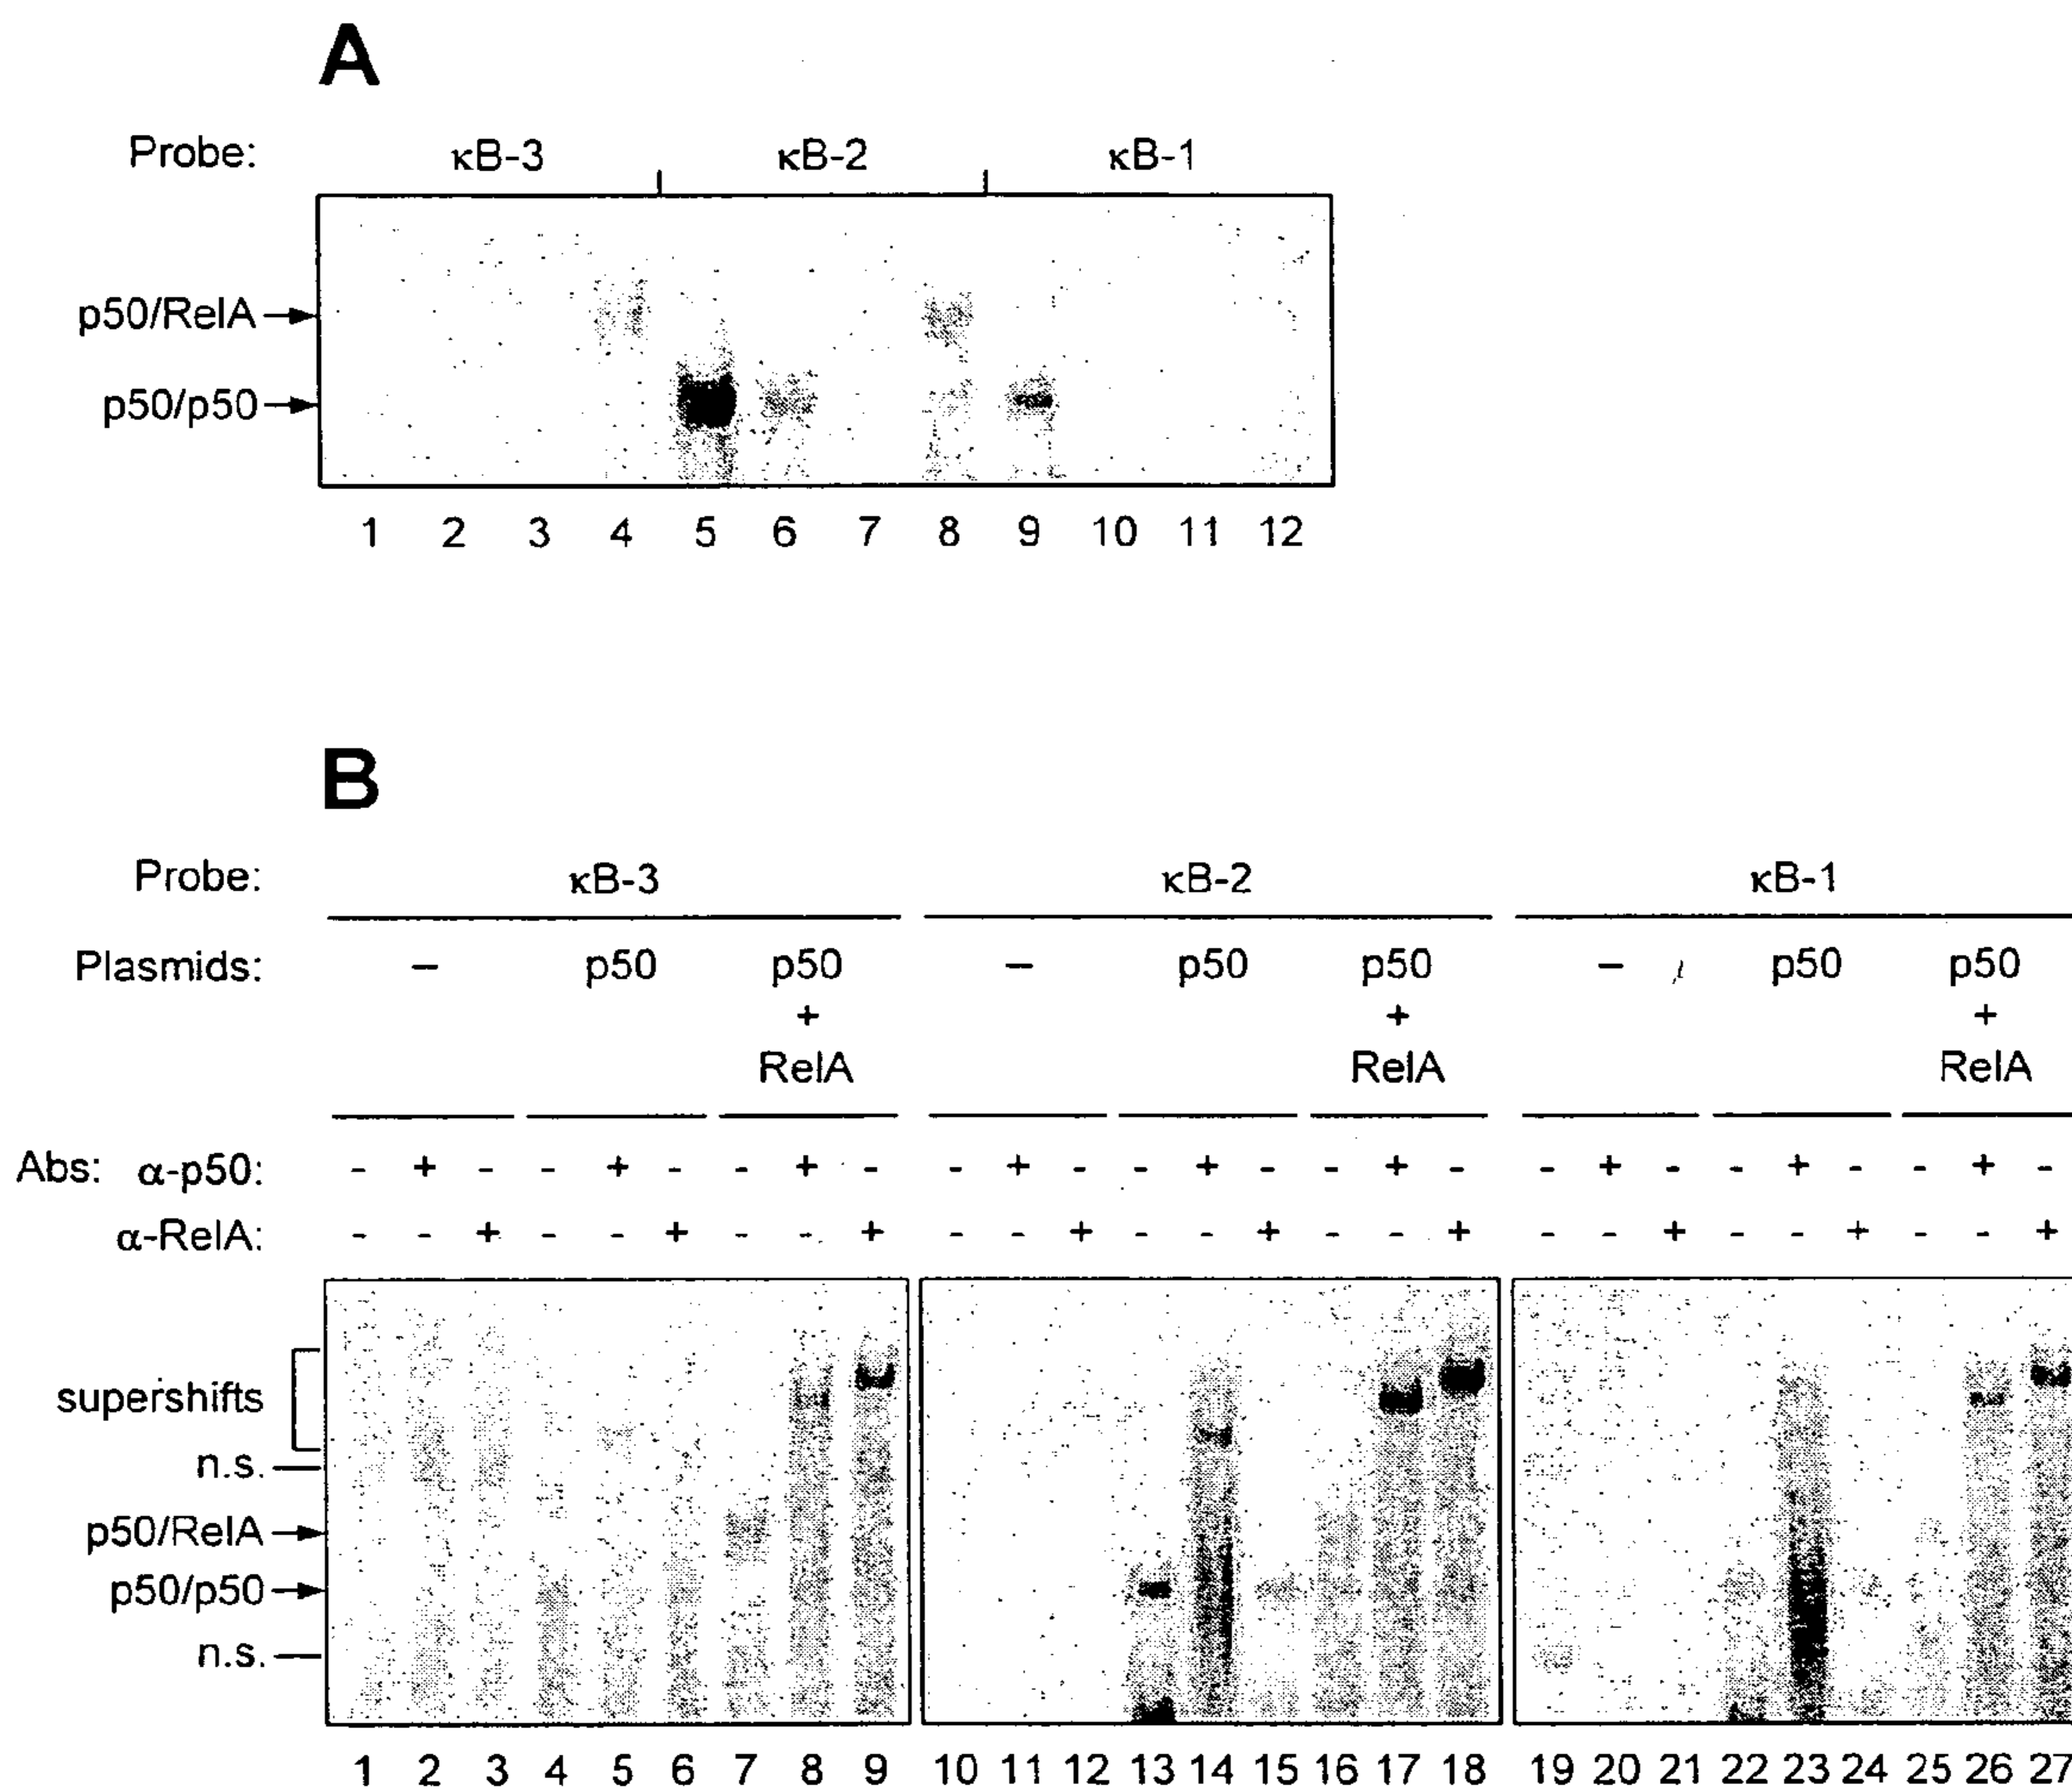 A
Probe: κB-3 κB-2 κB-1
p50/RelA
p50/p50
1 2 3 4 5 6 7 8 9 10 11 12
B
Probe: κB-3 κB-2 κB-1
Plasmids: – p50 p50 – p50 p50 – p50 p50
+ + +
RelA RelA RelA
Abs: α-p50: - + - - + - - + - - + - - + - - + - - + - - + - - + -
α-RelA: - - + - - + - - + - - + - - + - - + - - + - - + - - +
supershifts
n.s.
p50/RelA
p50/p50
n.s.
1 2 3 4 5 6 7 8 9 10 11 12 13 14 15 16 17 18 19 20 21 22 23 24 25 26 27